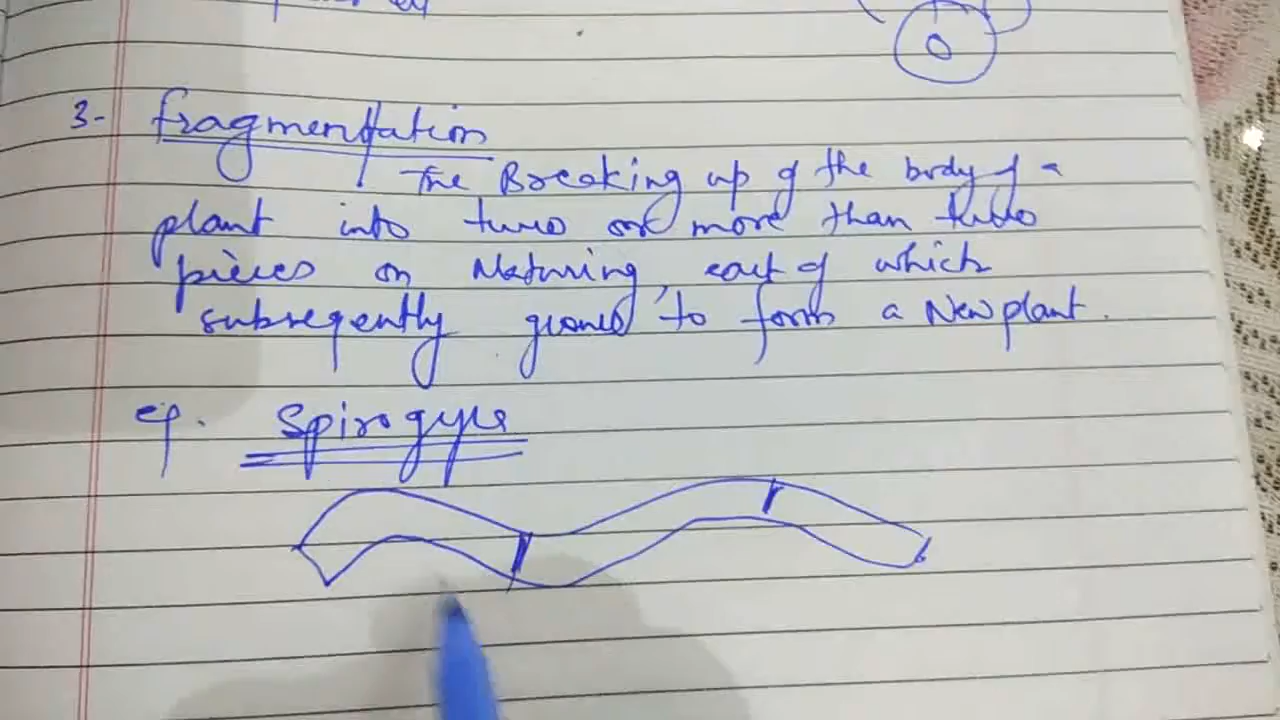 3- fragmentation
The Breaking up of the body of a
plant into two or more than two
pieces on Maturing, each of which
subseqently grows to form a New plant.
eg. Spirogyra